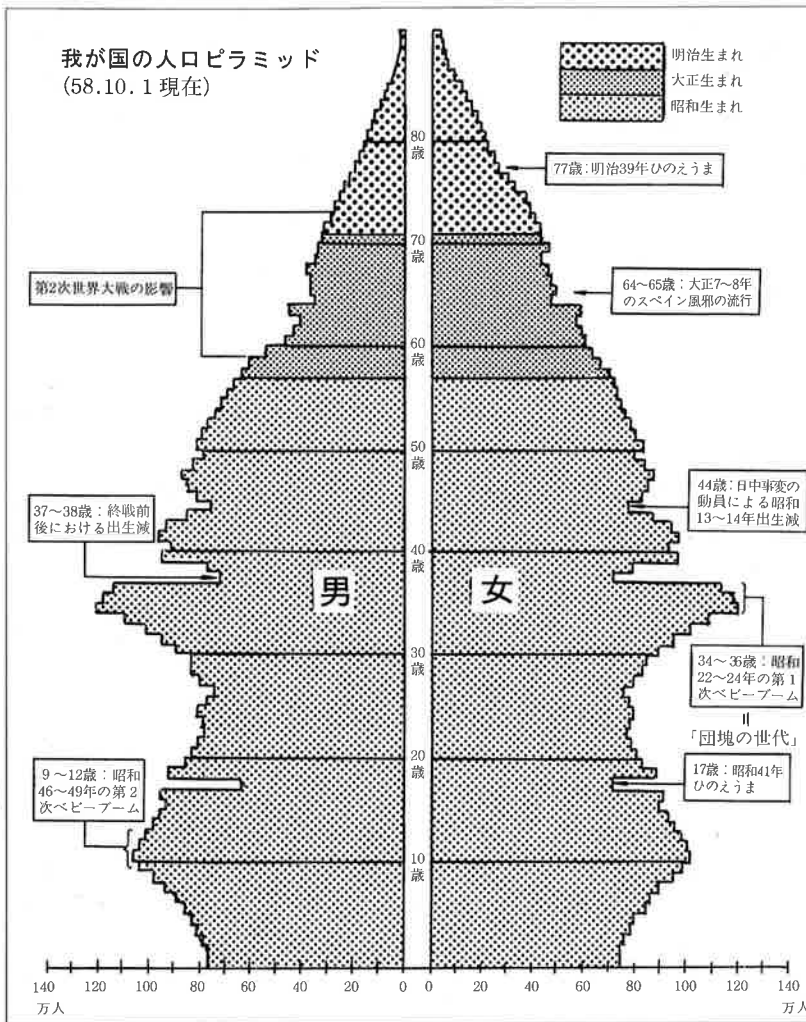 我が国の人口ピラミッド
(58.10.1現在)
明治生まれ
大正生まれ
昭和生まれ
80
歳
77歳:明治39年ひのえうま
70
歳
第2次世界大戦の影響
64〜65歳:大正7〜8年
のスペイン風邪の流行
60
歳
50
歳
44歳:日中事変の
動員による昭和
13〜14年出生減
37〜38歳:終戦前
後における出生減
40
歳
男
女
30
歳
34〜36歳:昭和
22〜24年の第1
次ベビーブーム
=
「団塊の世代」
20
歳
9〜12歳:昭和
46〜49年の第2
次ベビーブーム
17歳:昭和41年
ひのえうま
10
歳
140 120 100 80 60 40 20 0 0 20 40 60 80 100 120 140
万人 万人